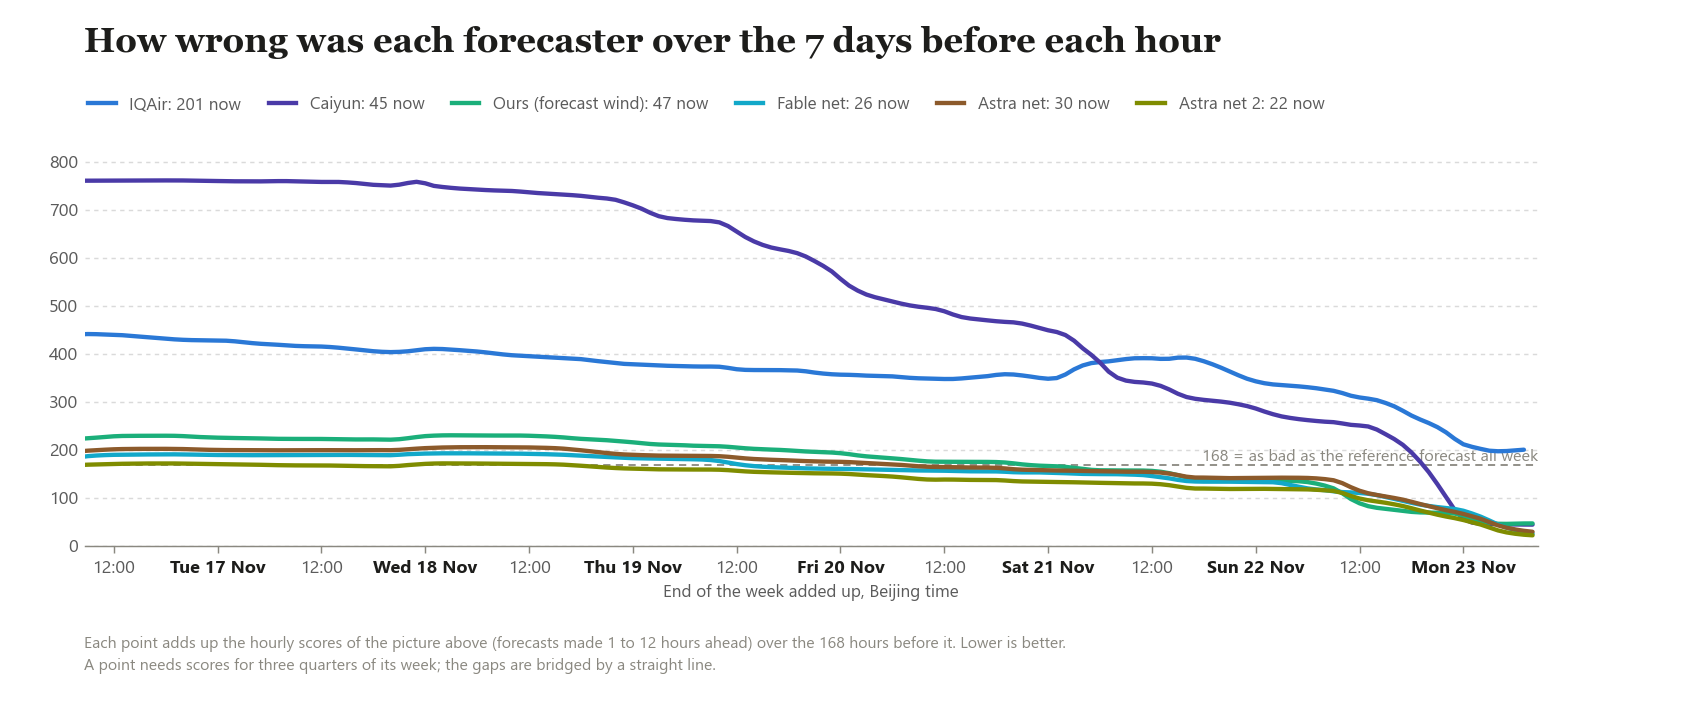 How wrong was each forecaster over the 7 days before each hour
IQAir: 201 now
Caiyun: 45 now
Ours (forecast wind): 47 now
Fable net: 26 now
Astra net: 30 now
Astra net 2: 22 now
800
700
600
500
400
300
200
100
0
168 = as bad as the reference forecast all week
12:00
Tue 17 Nov
12:00
Wed 18 Nov
12:00
Thu 19 Nov
12:00
Fri 20 Nov
12:00
Sat 21 Nov
12:00
Sun 22 Nov
12:00
Mon 23 Nov
End of the week added up, Beijing time
Each point adds up the hourly scores of the picture above (forecasts made 1 to 12 hours ahead) over the 168 hours before it. Lower is better.
A point needs scores for three quarters of its week; the gaps are bridged by a straight line.